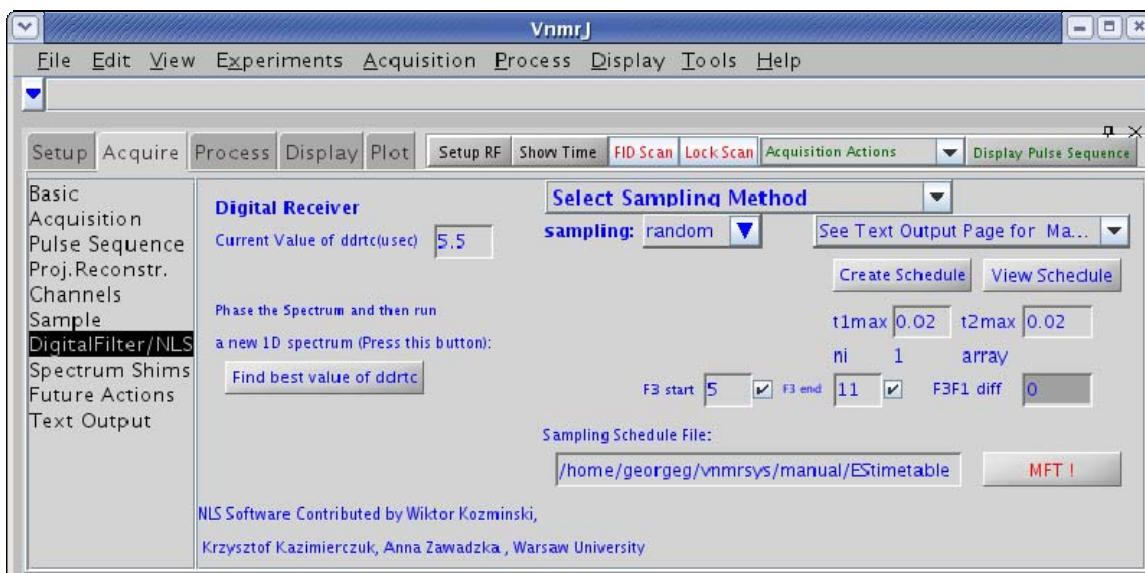 VnmrJ
File Edit View Experiments Acquisition Process Display Tools Help
Setup Acquire Process Display Plot Setup RF Show Time FID Scan Lock Scan Acquisition Actions Display Pulse Sequence
Basic
Acquisition
Pulse Sequence
Proj.Reconstr.
Channels
Sample
DigitalFilter/NLS
Spectrum Shims
Future Actions
Text Output
Digital Receiver
Current Value of ddrtc(usec) 5.5
Phase the Spectrum and then run
a new 1D spectrum (Press this button):
Find best value of ddrtc
Select Sampling Method
sampling: random See Text Output Page for Ma...
Create Schedule View Schedule
t1max 0.02 t2max 0.02
ni 1 array
F3 start 5 F3 end 11 F3F1 diff 0
Sampling Schedule File:
/home/georgeg/vnmrsys/manual/EStimetable MFT !
NLS Software Contributed by Wiktor Kozminski,
Krzysztof Kazimierczuk, Anna Zawadzka , Warsaw University